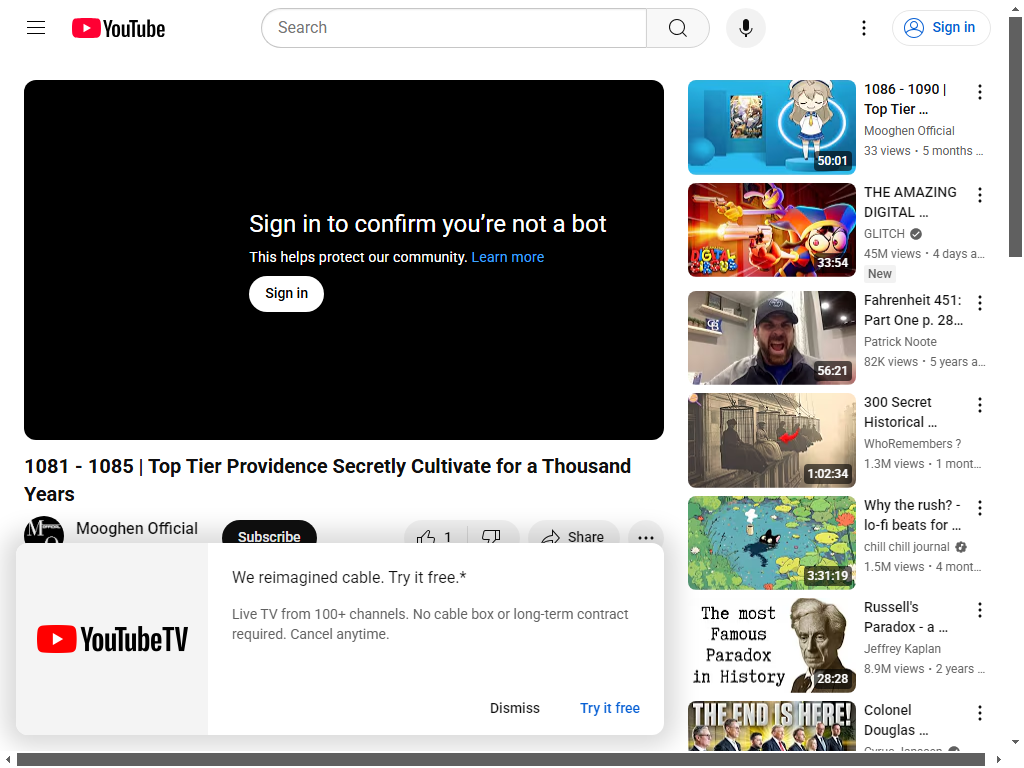 YouTube
Search
Sign in
Sign in to confirm you’re not a bot
This helps protect our community. Learn more
Sign in
1081 - 1085 | Top Tier Providence Secretly Cultivate for a Thousand
Years
Mooghen Official
Subscribe
1
Share
We reimagined cable. Try it free.*
Live TV from 100+ channels. No cable box or long-term contract
required. Cancel anytime.
YouTubeTV
Dismiss
Try it free
50:01
1086 - 1090 |
Top Tier ...
Mooghen Official
33 views • 5 months ...
DIGITAL
CIRCUS
33:54
THE AMAZING
DIGITAL ...
GLITCH
45M views • 4 days a...
New
56:21
Fahrenheit 451:
Part One p. 28...
Patrick Noote
82K views • 5 years a...
1:02:34
300 Secret
Historical ...
WhoRemembers ?
1.3M views • 1 mont...
3:31:19
Why the rush? -
lo-fi beats for ...
chill chill journal
1.5M views • 4 mont...
The most
Famous
Paradox
in History
28:28
Russell's
Paradox - a ...
Jeffrey Kaplan
8.9M views • 2 years ...
THE END IS HERE!
Colonel
Douglas ...